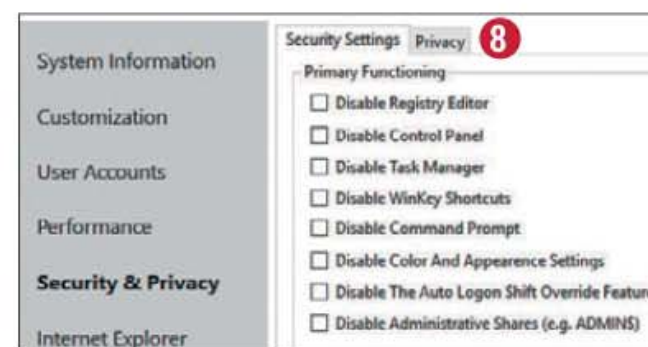 System Information
Customization
User Accounts
Performance
Security & Privacy
Internet Explorer
Security Settings Privacy 8
Primary Functioning
Disable Registry Editor
Disable Control Panel
Disable Task Manager
Disable WinKey Shortcuts
Disable Command Prompt
Disable Color And Appearence Settings
Disable The Auto Logon Shift Override Feature
Disable Administrative Shares (e.g. ADMIN$)